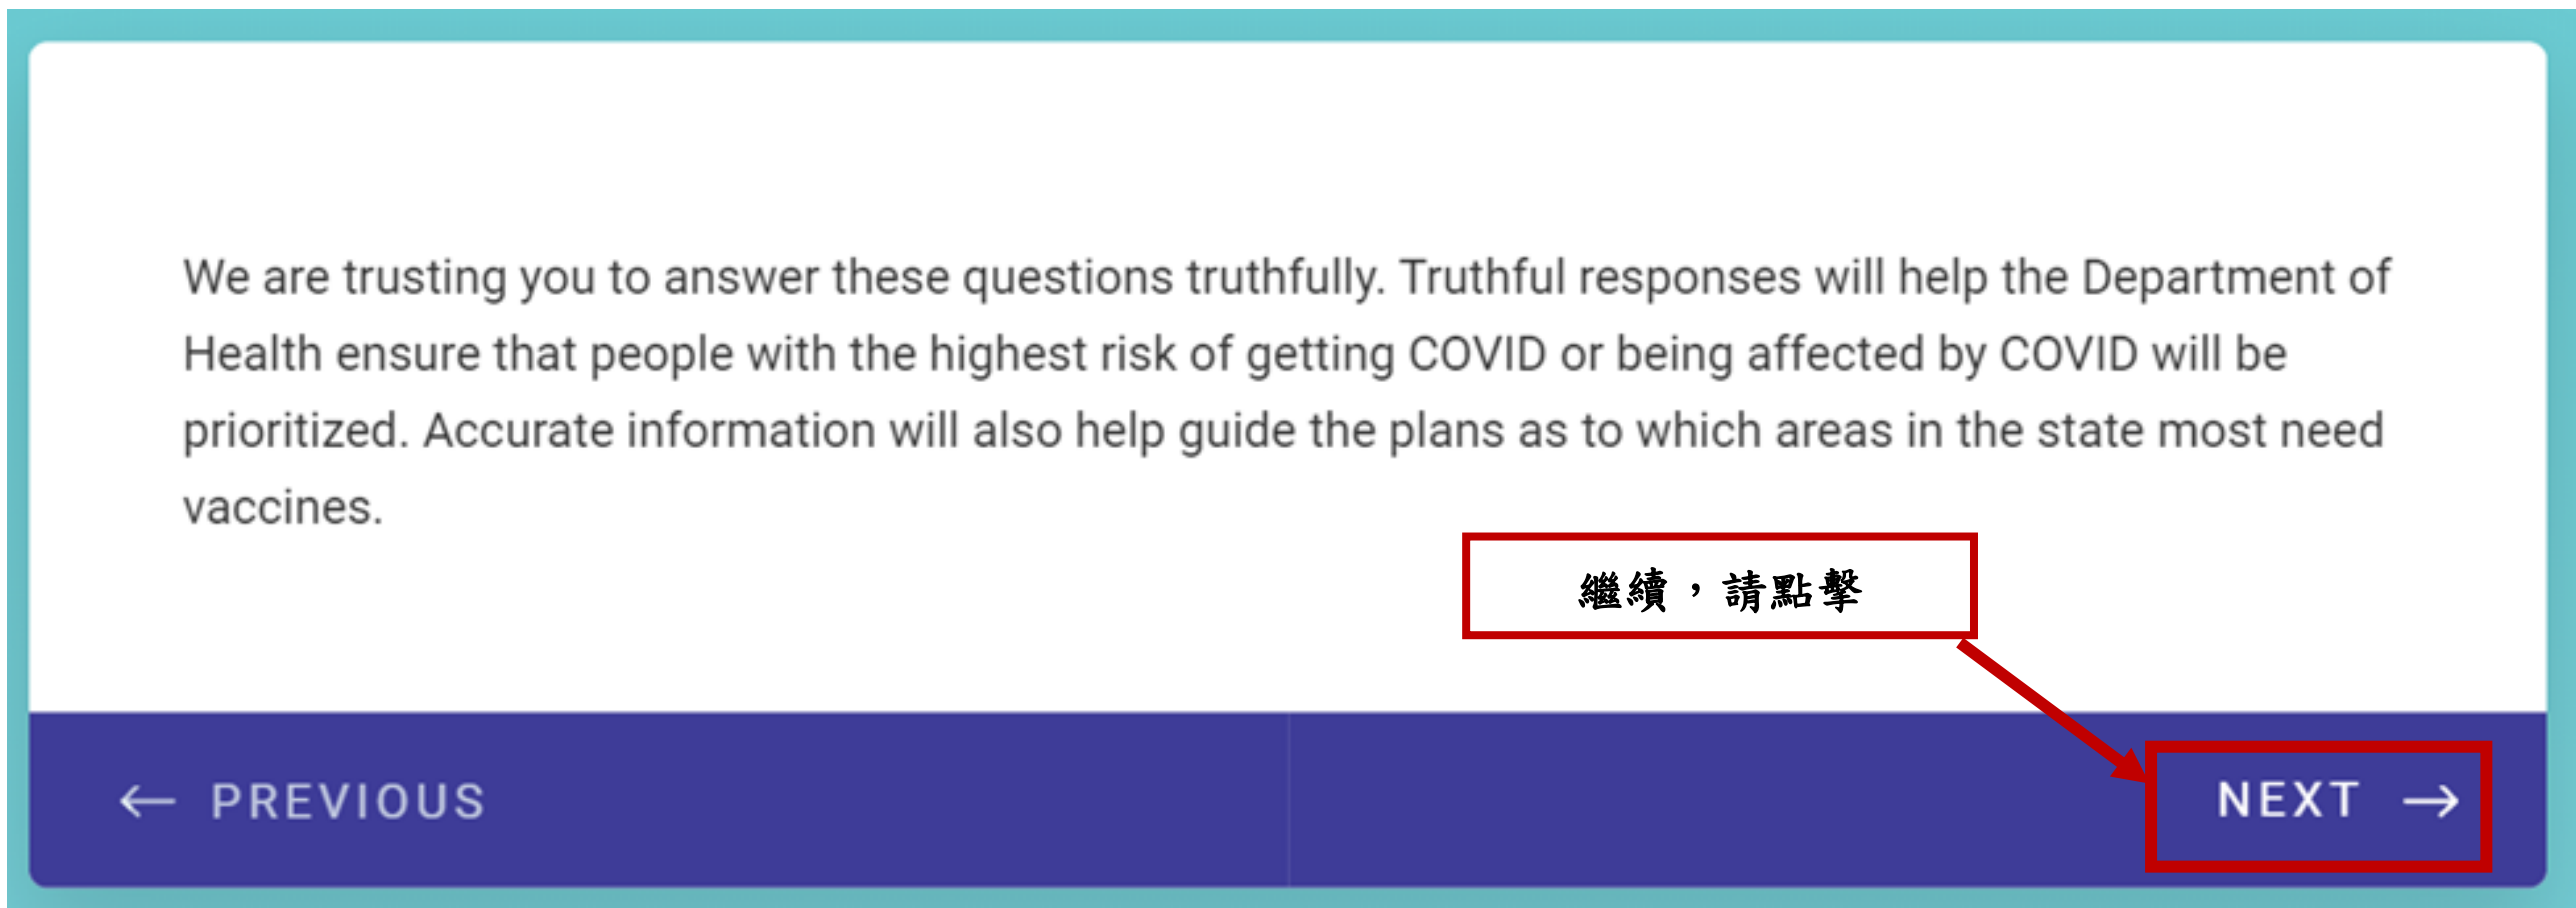 We are trusting you to answer these questions truthfully. Truthful responses will help the Department of
Health ensure that people with the highest risk of getting COVID or being affected by COVID will be
prioritized. Accurate information will also help guide the plans as to which areas in the state most need
vaccines.
繼續，請點擊
← PREVIOUS
NEXT →